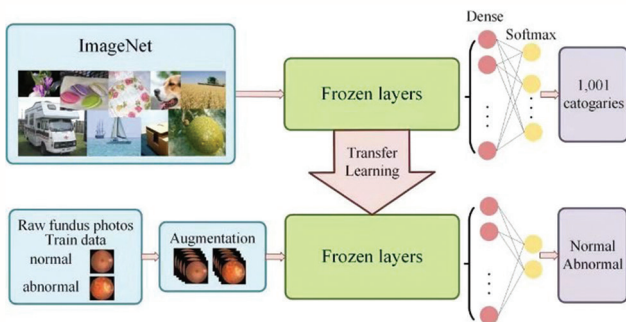 ImageNet
Frozen layers
Dense
Softmax
1,001
catogaries
Transfer
Learning
Raw fundus photos
Train data
normal
abnormal
Augmentation
Frozen layers
Normal
Abnormal